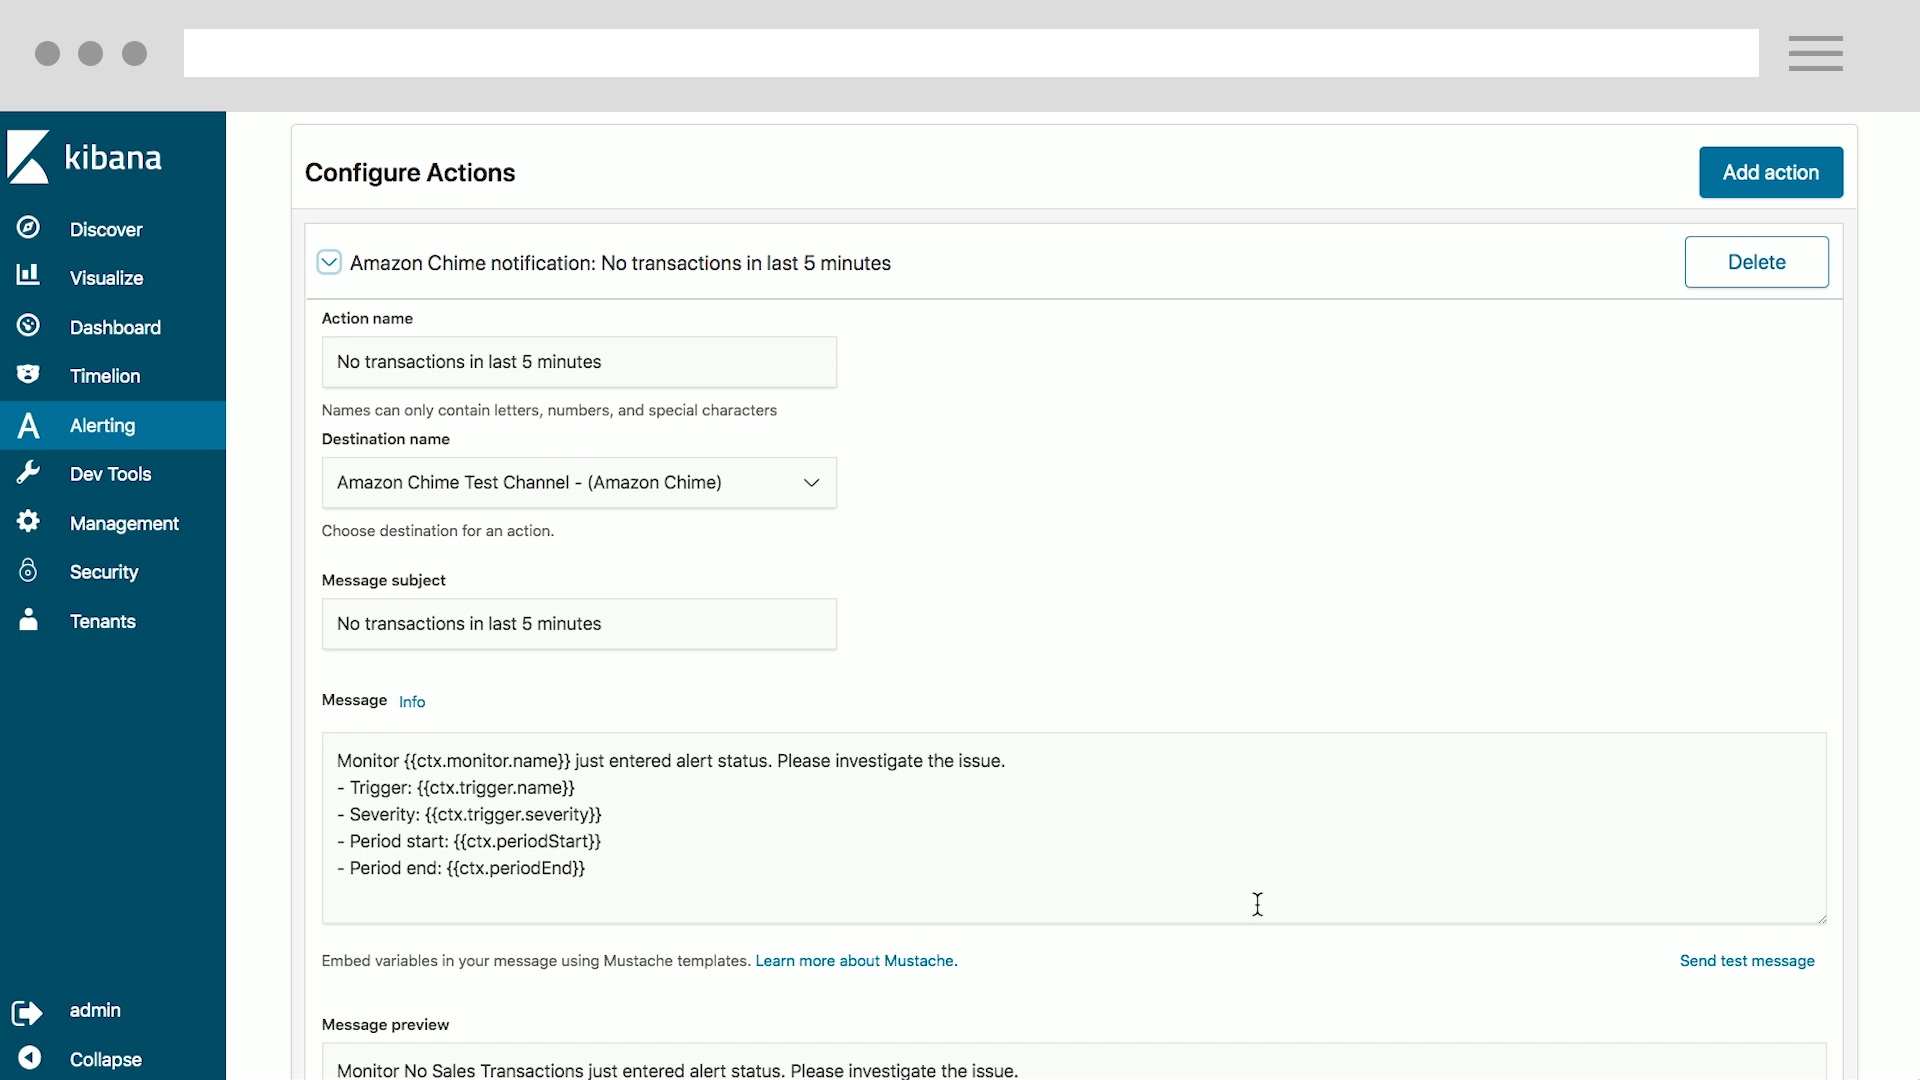 kibana
Discover
Visualize
Dashboard
Timelion
Alerting
Dev Tools
Management
Security
Tenants
admin
Collapse
Configure Actions
Add action
Amazon Chime notification: No transactions in last 5 minutes
Delete
Action name
No transactions in last 5 minutes
Names can only contain letters, numbers, and special characters
Destination name
Amazon Chime Test Channel - (Amazon Chime)
Choose destination for an action.
Message subject
No transactions in last 5 minutes
Message Info
Monitor {{ctx.monitor.name}} just entered alert status. Please investigate the issue.
- Trigger: {{ctx.trigger.name}}
- Severity: {{ctx.trigger.severity}}
- Period start: {{ctx.periodStart}}
- Period end: {{ctx.periodEnd}}
Embed variables in your message using Mustache templates. Learn more about Mustache.
Send test message
Message preview
Monitor No Sales Transactions just entered alert status. Please investigate the issue.